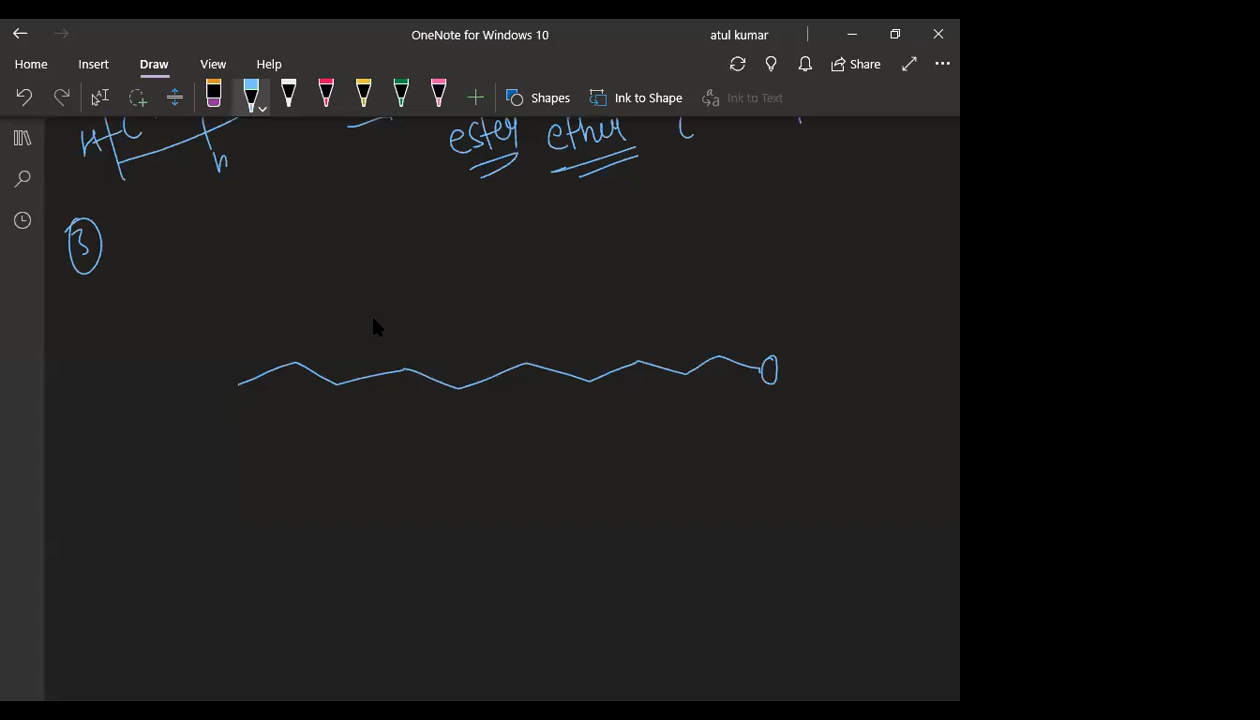 OneNote for Windows 10 atul kumar
Home Insert Draw View Help Share
Shapes Ink to Shape Ink to Text
H C ester ether
n
3
O